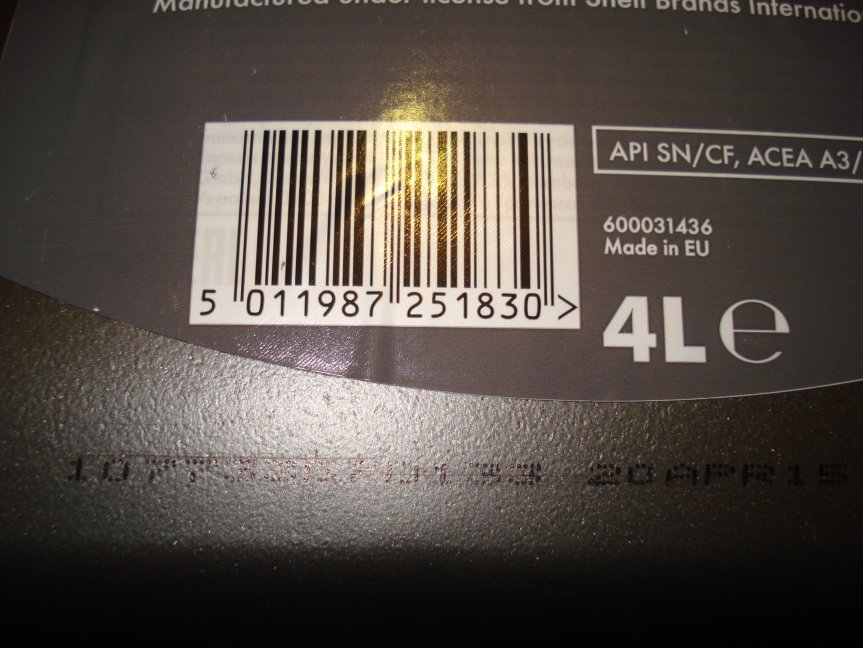 Manufactured under license from Shell Brands Internatio
API SN/CF, ACEA A3/
600031436
Made in EU
5 011987 251830 >
4L e
20APR15